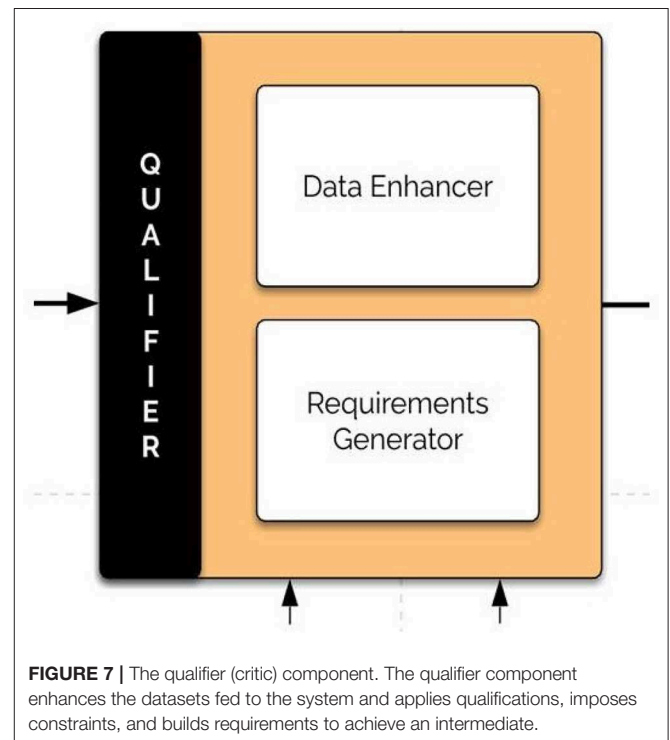 QUALIFIER
Data Enhancer
Requirements
Generator
FIGURE 7 | The qualifier (critic) component. The qualifier component
enhances the datasets fed to the system and applies qualifications, imposes
constraints, and builds requirements to achieve an intermediate.